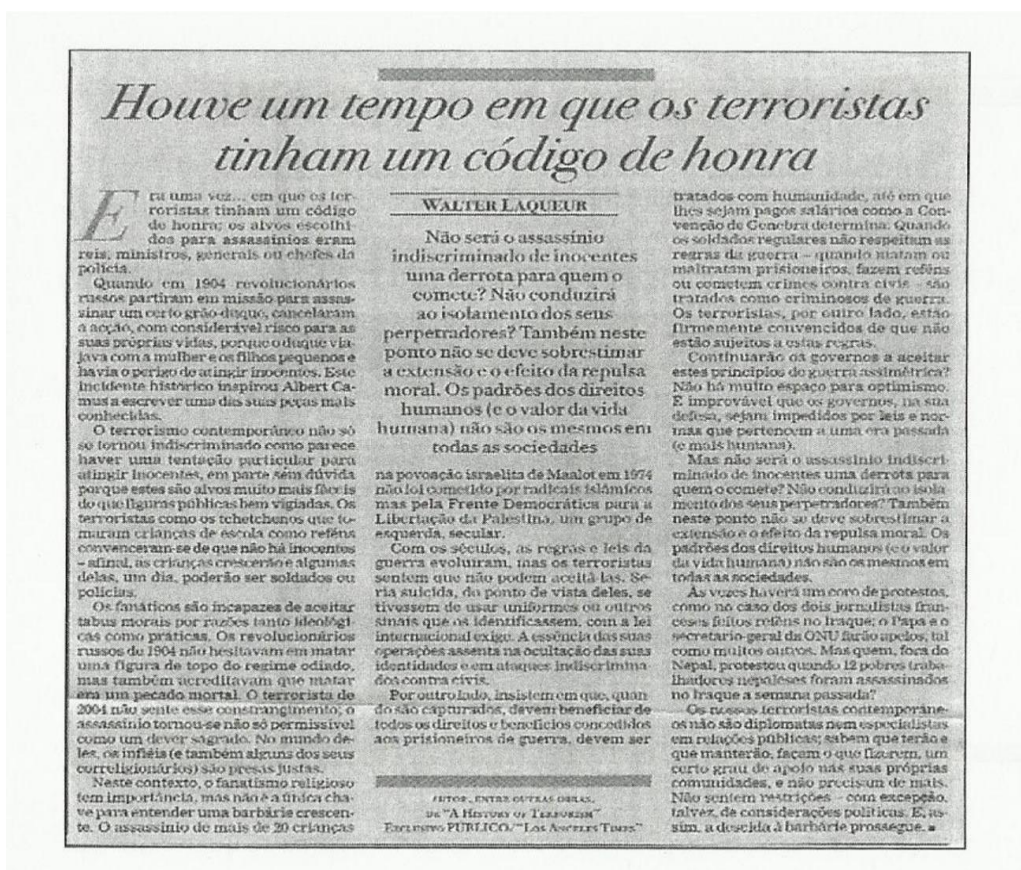 Houve um tempo em que os terroristas
tinham um código de honra
Era uma vez... em que os ter-
roristas tinham um código
de honra: os alvos escolhi-
dos para assassínios eram
reis, ministros, generais ou chefes da
polícia.
Quando em 1904 revolucionários
russos partiram em missão para assas-
sinar um certo grão-duque, cancelaram
a acção, com considerável risco para as
suas próprias vidas, porque o duque via-
java com a mulher e os filhos pequenos e
havia o perigo de atingir inocentes. Este
incidente histórico inspirou Albert Ca-
mus a escrever uma das suas peças mais
conhecidas.
O terrorismo contemporâneo não só
se tornou indiscriminado como parece
haver uma tentação particular para
atingir inocentes, em parte sem dúvida
porque estes são alvos muito mais fáceis
do que figuras públicas bem vigiadas. Os
terroristas como os tchetchenos que to-
maram crianças de escola como reféns
convenceram-se de que não há inocentes
– afinal, as crianças crescerão e algumas
delas, um dia, poderão ser soldados ou
polícias.
Os fanáticos são incapazes de aceitar
tabus morais por razões tanto ideológi-
cas como práticas. Os revolucionários
russos de 1904 não hesitavam em matar
uma figura de topo do regime odiado,
mas também acreditavam que matar
era um pecado mortal. O terrorista de
2004 não sente esse constrangimento; o
assassínio tornou-se não só permissível
como um dever sagrado. No mundo de-
les, os infiéis (e também alguns dos seus
correligionários) são presas justas.
Neste contexto, o fanatismo religioso
tem importância, mas não é a única cha-
ve para entender uma barbárie crescen-
te. O assassínio de mais de 20 crianças
WALTER LAQUEUR
Não será o assassínio
indiscriminado de inocentes
uma derrota para quem o
comete? Não conduzirá
ao isolamento dos seus
perpetradores? Também neste
ponto não se deve sobrestimar
a extensão e o efeito da repulsa
moral. Os padrões dos direitos
humanos (e o valor da vida
humana) não são os mesmos em
todas as sociedades
na povoação israelita de Maalot em 1974
não foi cometido por radicais islâmicos
mas pela Frente Democrática para a
Libertação da Palestina, um grupo de
esquerda, secular.
Com os séculos, as regras e leis da
guerra evoluíram, mas os terroristas
sentem que não podem aceitá-las. Se-
ria suicida, do ponto de vista deles, se
tivessem de usar uniformes ou outros
sinais que os identificassem, com a lei
internacional exige. A essência das suas
operações assenta na ocultação das suas
identidades e em ataques indiscrimina-
dos contra civis.
Por outro lado, insistem em que, quan-
do são capturados, devem beneficiar de
todos os direitos e benefícios concedidos
aos prisioneiros de guerra, devem ser
AUTOR, ENTRE OUTRAS OBRAS,
DE "A HISTORY OF TERRORISM"
EXCLUSIVO PÚBLICO/"LOS ANGELES TIMES"
tratados com humanidade, até em que
lhes sejam pagos salários como a Con-
venção de Genebra determina. Quando
os soldados regulares não respeitam as
regras da guerra – quando matam ou
maltratam prisioneiros, fazem reféns
ou cometem crimes contra civis – são
tratados como criminosos de guerra.
Os terroristas, por outro lado, estão
firmemente convencidos de que não
estão sujeitos a estas regras.
Continuarão os governos a aceitar
estes princípios de guerra assimétrica?
Não há muito espaço para optimismo.
É improvável que os governos, na sua
defesa, sejam impedidos por leis e nor-
mas que pertencem a uma era passada
(e mais humana).
Mas não será o assassínio indiscri-
minado de inocentes uma derrota para
quem o comete? Não conduzirá ao isola-
mento dos seus perpetradores? Também
neste ponto não se deve sobrestimar a
extensão e o efeito da repulsa moral. Os
padrões dos direitos humanos (e o valor
da vida humana) não são os mesmos em
todas as sociedades.
Às vezes haverá um coro de protestos,
como no caso dos dois jornalistas fran-
ceses feitos reféns no Iraque; o Papa e o
secretário-geral da ONU farão apelos, tal
como muitos outros. Mas quem, fora do
Nepal, protestou quando 12 pobres traba-
lhadores nepaleses foram assassinados
no Iraque a semana passada?
Os nossos terroristas contemporâne-
os não são diplomatas nem especialistas
em relações públicas; sabem que terão e
que manterão, façam o que fizerem, um
certo grau de apoio nas suas próprias
comunidades, e não precisam de mais.
Não sentem restrições – com excepção,
talvez, de considerações políticas. E, as-
sim, a descida à barbárie prossegue. ■